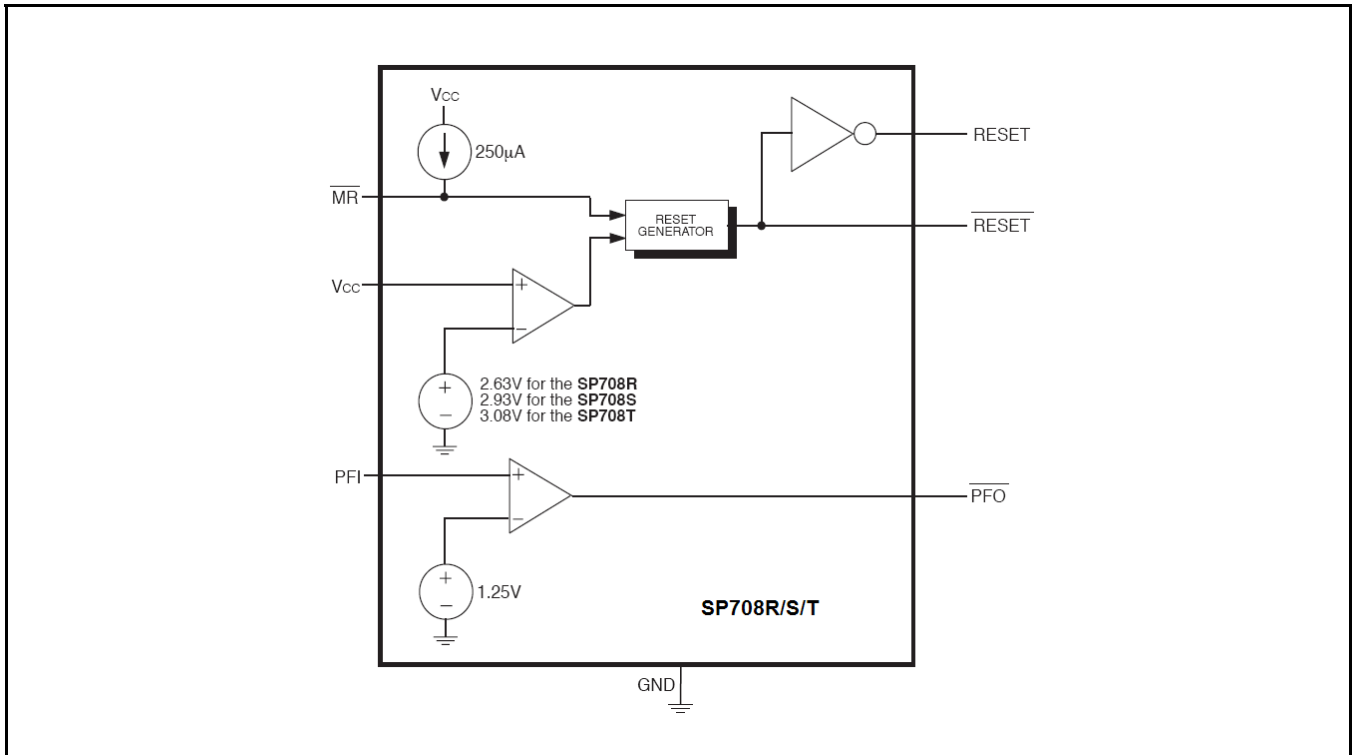 Vcc
250μA
MR
RESET
GENERATOR
RESET
RESET
Vcc
+
−
+
−
2.63V for the SP708R
2.93V for the SP708S
3.08V for the SP708T
PFI
+
−
PFO
+
−
1.25V
SP708R/S/T
GND